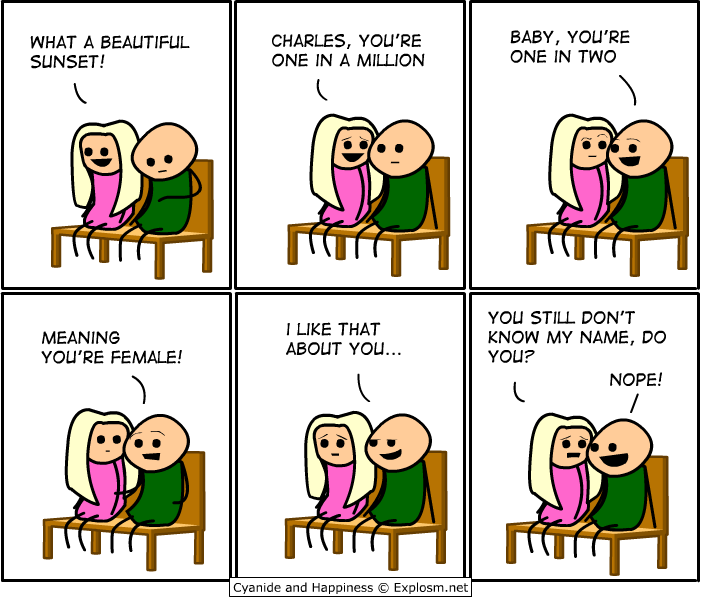 WHAT A BEAUTIFUL
SUNSET!
CHARLES, YOU'RE
ONE IN A MILLION
BABY, YOU'RE
ONE IN TWO
MEANING
YOU'RE FEMALE!
I LIKE THAT
ABOUT YOU...
YOU STILL DON'T
KNOW MY NAME, DO
YOU?
NOPE!
Cyanide and Happiness © Explosm.net